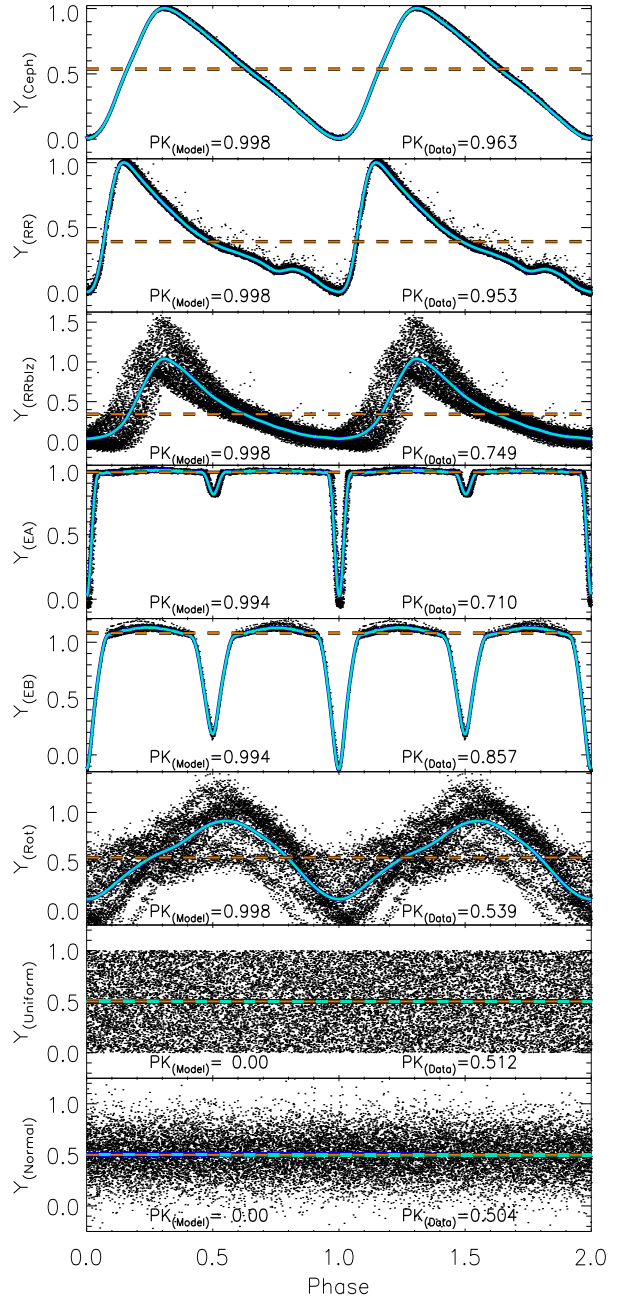 1.0
0.5
0.0
Y(Ceph)
PK(Model)=0.998 PK(Data)=0.963
1.0
0.5
0.0
Y(RR)
PK(Model)=0.998 PK(Data)=0.953
1.5
1.0
0.5
0.0
Y(RRblz)
PK(Model)=0.998 PK(Data)=0.749
1.0
0.5
0.0
Y(EA)
PK(Model)=0.994 PK(Data)=0.710
1.0
0.5
0.0
Y(EB)
PK(Model)=0.994 PK(Data)=0.857
1.0
0.5
0.0
Y(Rot)
PK(Model)=0.998 PK(Data)=0.539
1.0
0.5
0.0
Y(Uniform)
PK(Model)= 0.00 PK(Data)=0.512
1.0
0.5
0.0
Y(Normal)
PK(Model)= 0.00 PK(Data)=0.504
0.0 0.5 1.0 1.5 2.0
Phase